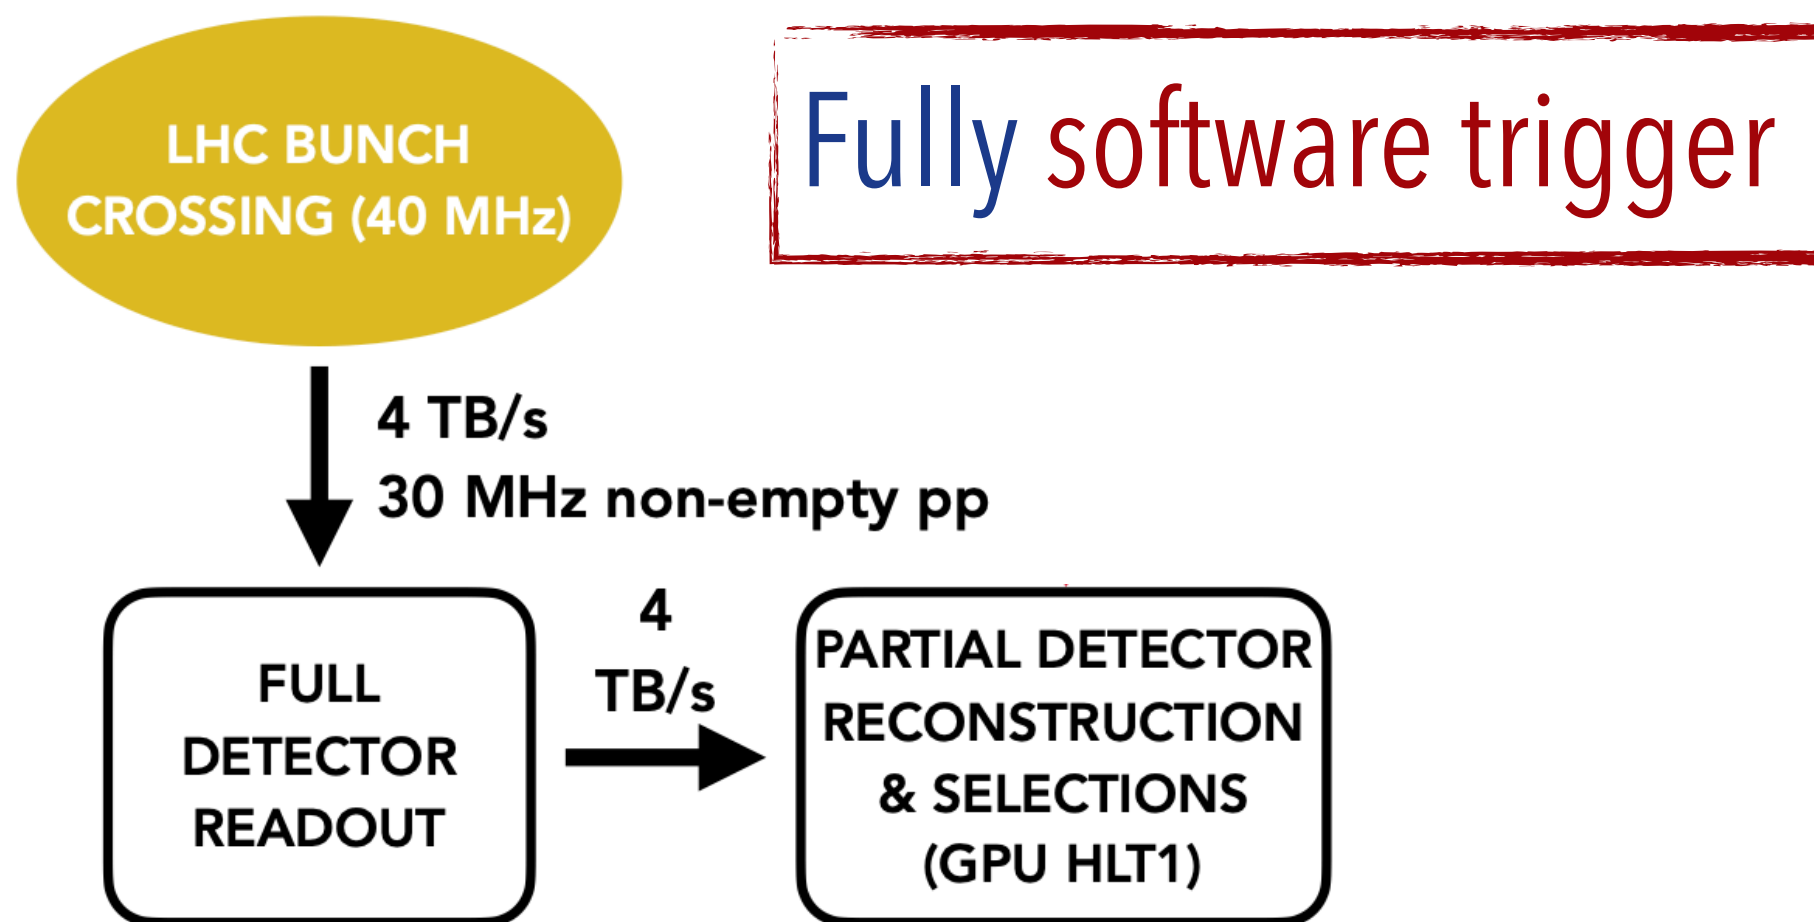 LHC BUNCH
CROSSING (40 MHz)
Fully software trigger
4 TB/s
30 MHz non-empty pp
FULL
DETECTOR
READOUT
4
TB/s
PARTIAL DETECTOR
RECONSTRUCTION
& SELECTIONS
(GPU HLT1)